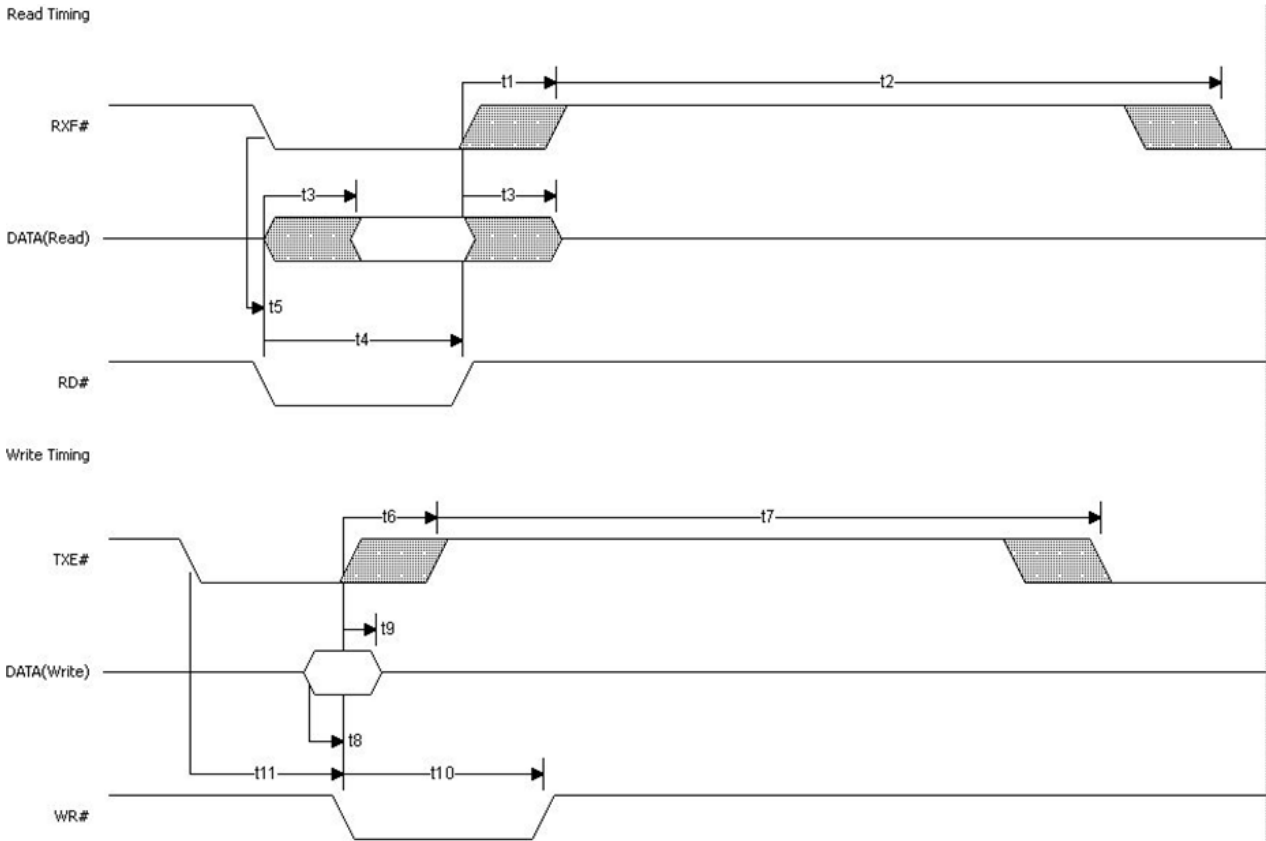 Read Timing
t1
t2
RXF#
t3
t3
DATA(Read)
t5
t4
RD#
Write Timing
t6
t7
TXE#
t9
DATA(Write)
t8
t11
t10
WR#